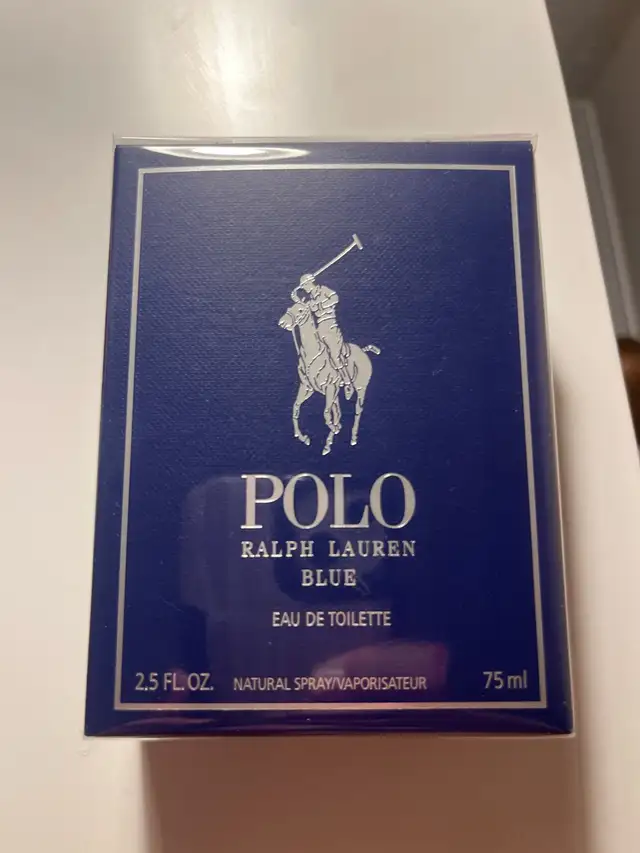 POLO
RALPH LAUREN
BLUE
EAU DE TOILETTE
2.5 FL. OZ. NATURAL SPRAY/VAPORISATEUR 75 ml